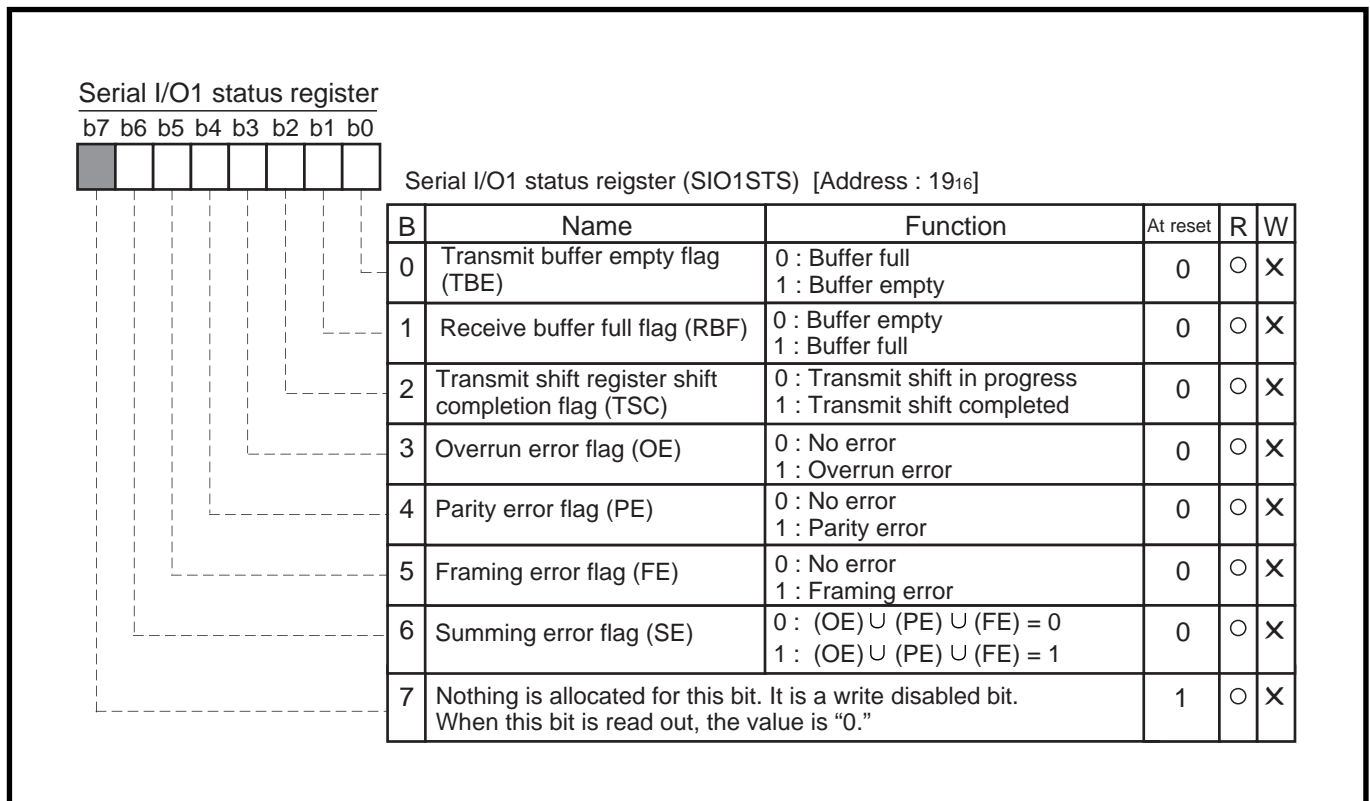 Serial I/O1 status register
b7 b6 b5 b4 b3 b2 b1 b0
Serial I/O1 status reigster (SIO1STS) [Address : 19₁₆]
B Name Function At reset R W
0 Transmit buffer empty flag (TBE) 0 : Buffer full 0 ○ ×
1 : Buffer empty
1 Receive buffer full flag (RBF) 0 : Buffer empty 0 ○ ×
1 : Buffer full
2 Transmit shift register shift completion flag (TSC) 0 : Transmit shift in progress 0 ○ ×
1 : Transmit shift completed
3 Overrun error flag (OE) 0 : No error 0 ○ ×
1 : Overrun error
4 Parity error flag (PE) 0 : No error 0 ○ ×
1 : Parity error
5 Framing error flag (FE) 0 : No error 0 ○ ×
1 : Framing error
6 Summing error flag (SE) 0 : (OE) ∪ (PE) ∪ (FE) = 0 0 ○ ×
1 : (OE) ∪ (PE) ∪ (FE) = 1
7 Nothing is allocated for this bit. It is a write disabled bit. 1 ○ ×
When this bit is read out, the value is “0.”